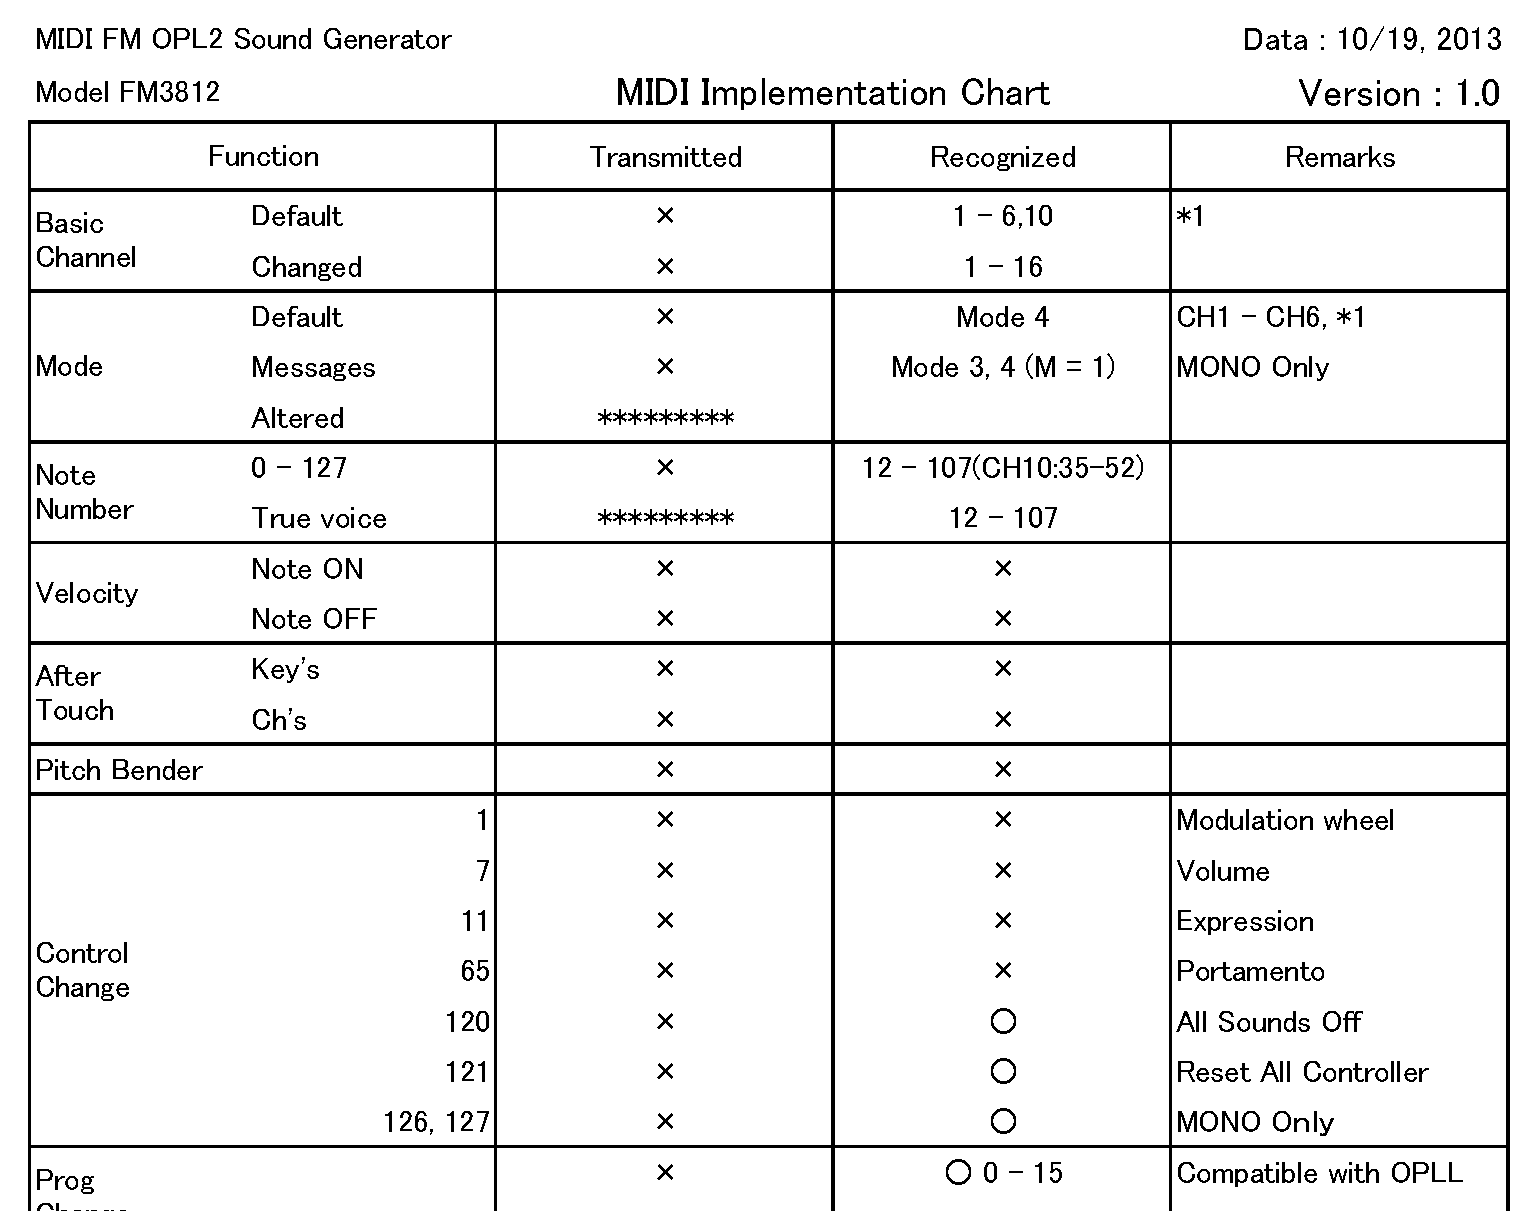 MIDI FM OPL2 Sound Generator Data : 10/19, 2013
Model FM3812 MIDI Implementation Chart Version : 1.0
Function Transmitted Recognized Remarks
Basic Channel Default × 1 − 6,10 *1
Changed × 1 − 16
Mode Default × Mode 4 CH1 − CH6, *1
Messages × Mode 3, 4 (M = 1) MONO Only
Altered *********
Note Number 0 − 127 × 12 − 107(CH10:35−52)
True voice ********* 12 − 107
Velocity Note ON × ×
Note OFF × ×
After Touch Key's × ×
Ch's × ×
Pitch Bender × ×
Control Change 1 × × Modulation wheel
7 × × Volume
11 × × Expression
65 × × Portamento
120 × ○ All Sounds Off
121 × ○ Reset All Controller
126, 127 × ○ MONO Only
Prog × ○ 0 − 15 Compatible with OPLL